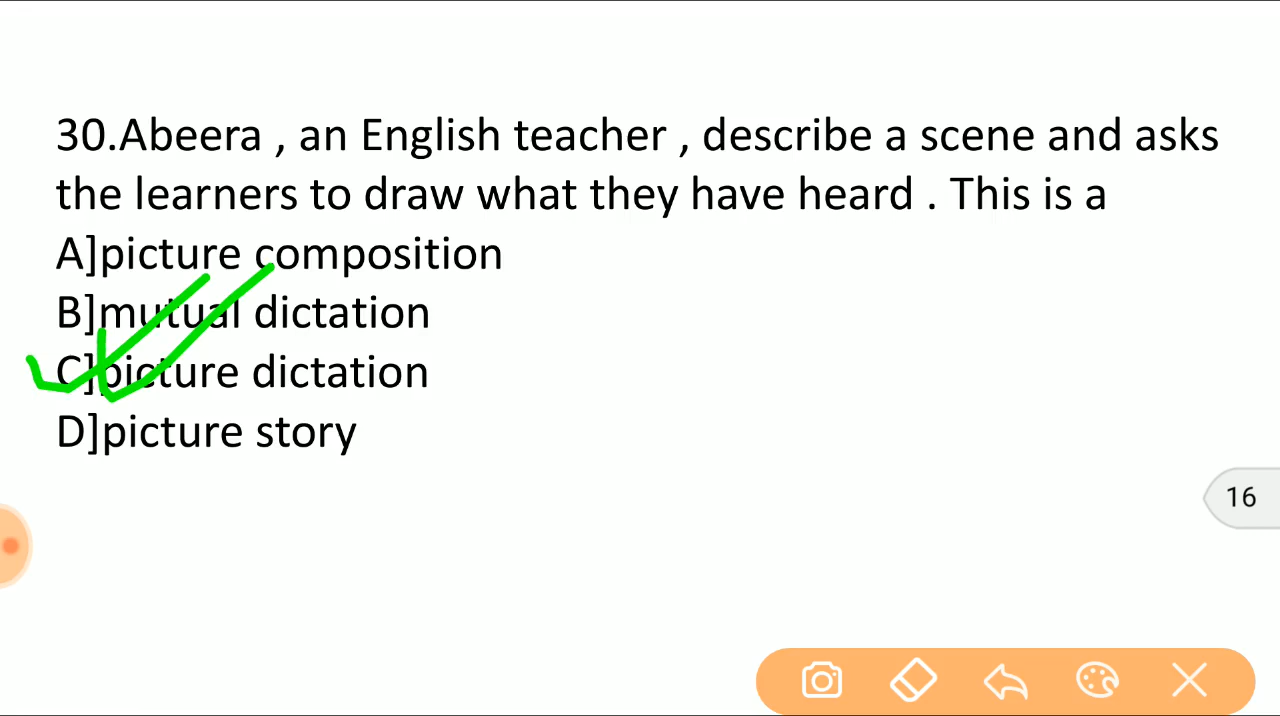 30.Abeera , an English teacher , describe a scene and asks
the learners to draw what they have heard . This is a
A]picture composition
B]mutual dictation
C]picture dictation
D]picture story
16